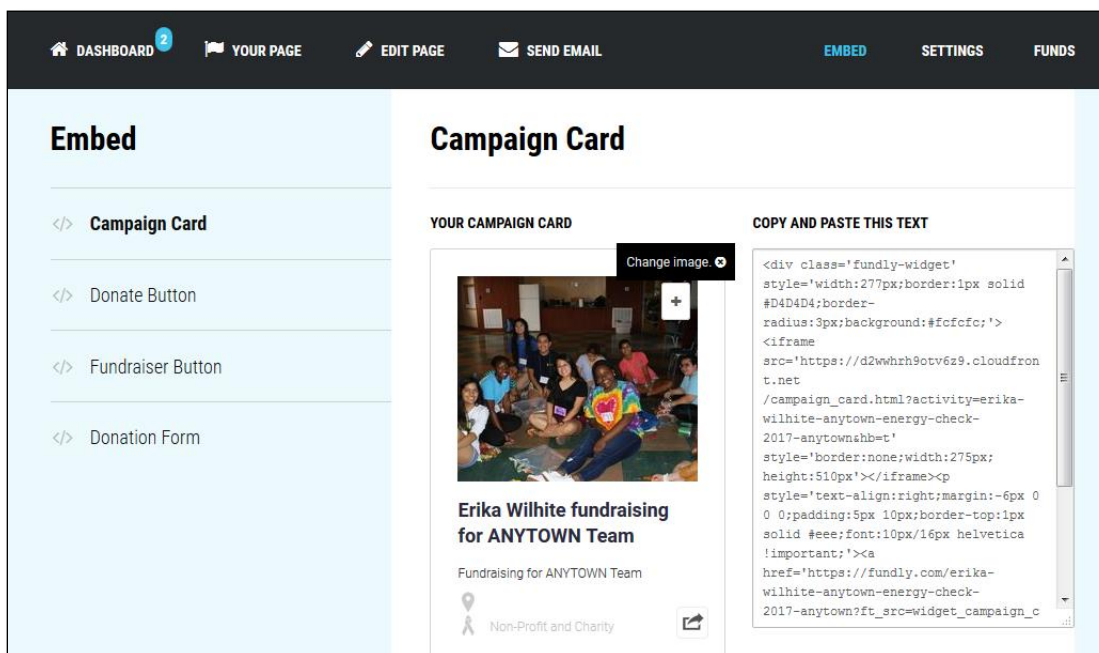 DASHBOARD 2 YOUR PAGE EDIT PAGE SEND EMAIL EMBED SETTINGS FUNDS
Embed
</> Campaign Card
</> Donate Button
</> Fundraiser Button
</> Donation Form
Campaign Card
YOUR CAMPAIGN CARD
Change image.
Erika Wilhite fundraising
for ANYTOWN Team
Fundraising for ANYTOWN Team
Non-Profit and Charity
COPY AND PASTE THIS TEXT
<div class='fundly-widget'
style='width:277px;border:1px solid
#D4D4D4;border-
radius:3px;background:#fcfcfc;'>
<iframe
src='https://d2wwhrh9otv6z9.cloudfron
t.net
/campaign_card.html?activity=erika-
wilhite-anytown-energy-check-
2017-anytown&hb=t'
style='border:none;width:275px;
height:510px'></iframe><p
style='text-align:right;margin:-6px 0
0 0;padding:5px 10px;border-top:1px
solid #eee;font:10px/16px helvetica
!important;'><a
href='https://fundly.com/erika-
wilhite-anytown-energy-check-
2017-anytown?ft_src=widget_campaign_c